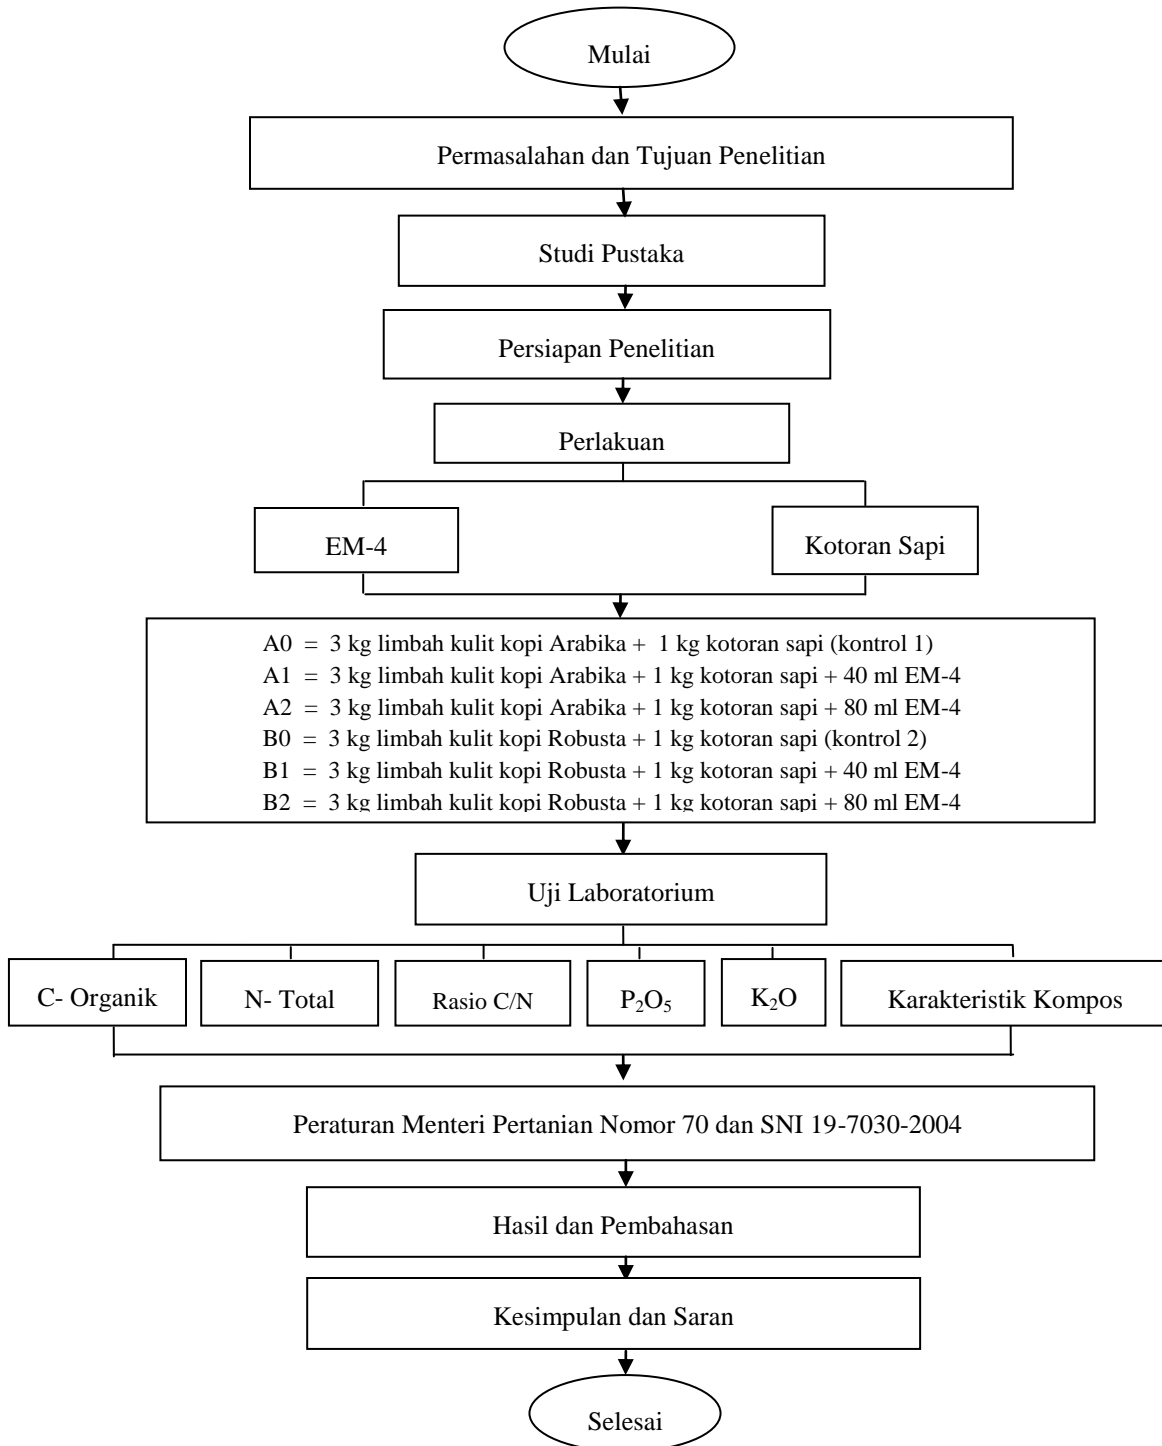 Mulai
Permasalahan dan Tujuan Penelitian
Studi Pustaka
Persiapan Penelitian
Perlakuan
EM-4
Kotoran Sapi
A0 = 3 kg limbah kulit kopi Arabika + 1 kg kotoran sapi (kontrol 1)
A1 = 3 kg limbah kulit kopi Arabika + 1 kg kotoran sapi + 40 ml EM-4
A2 = 3 kg limbah kulit kopi Arabika + 1 kg kotoran sapi + 80 ml EM-4
B0 = 3 kg limbah kulit kopi Robusta + 1 kg kotoran sapi (kontrol 2)
B1 = 3 kg limbah kulit kopi Robusta + 1 kg kotoran sapi + 40 ml EM-4
B2 = 3 kg limbah kulit kopi Robusta + 1 kg kotoran sapi + 80 ml EM-4
Uji Laboratorium
C- Organik
N- Total
Rasio C/N
P₂O₅
K₂O
Karakteristik Kompos
Peraturan Menteri Pertanian Nomor 70 dan SNI 19-7030-2004
Hasil dan Pembahasan
Kesimpulan dan Saran
Selesai